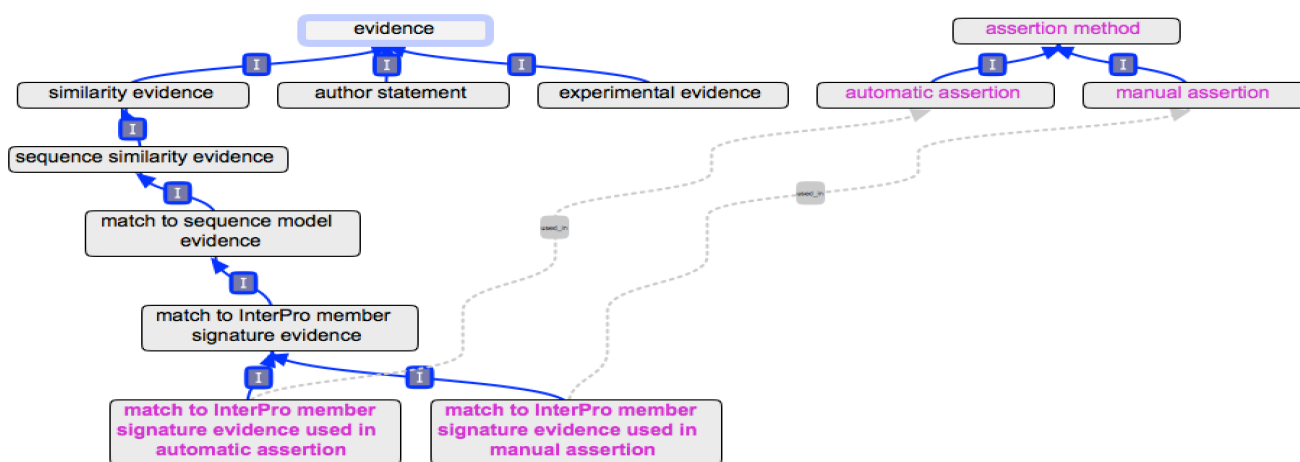 evidence
assertion method
I
I
I
I
I
similarity evidence
author statement
experimental evidence
automatic assertion
manual assertion
I
sequence similarity evidence
I
used_in
match to sequence model
evidence
used_in
I
match to InterPro member
signature evidence
I
I
match to InterPro member
signature evidence used in
automatic assertion
match to InterPro member
signature evidence used in
manual assertion